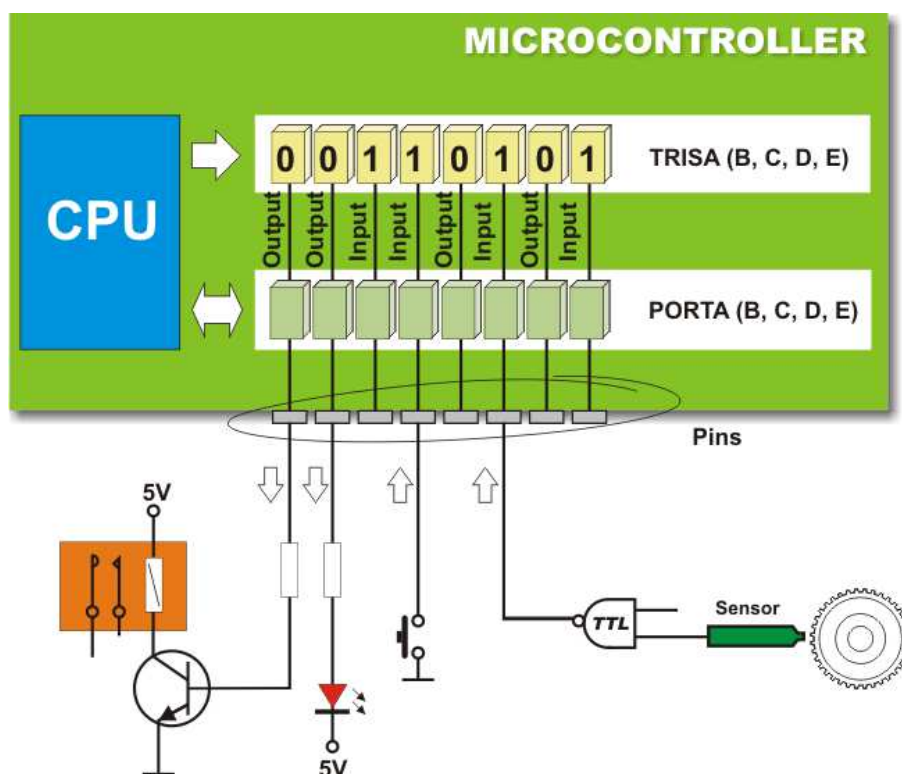 MICROCONTROLLER
CPU
0 0 1 1 0 1 0 1
TRISA (B, C, D, E)
Output Output Input Input Output Input Output Input
PORTA (B, C, D, E)
Pins
5V
TTL
Sensor
5V